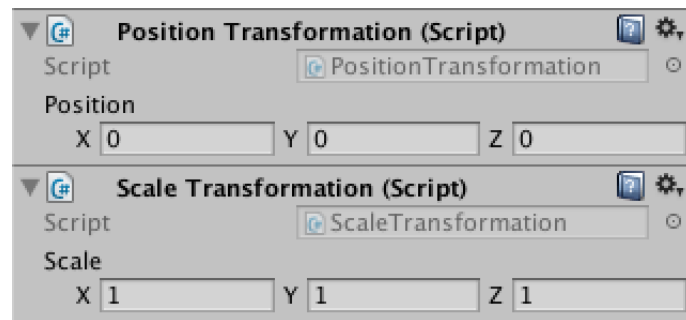 Position Transformation (Script)
Script PositionTransformation
Position
X 0 Y 0 Z 0
Scale Transformation (Script)
Script ScaleTransformation
Scale
X 1 Y 1 Z 1